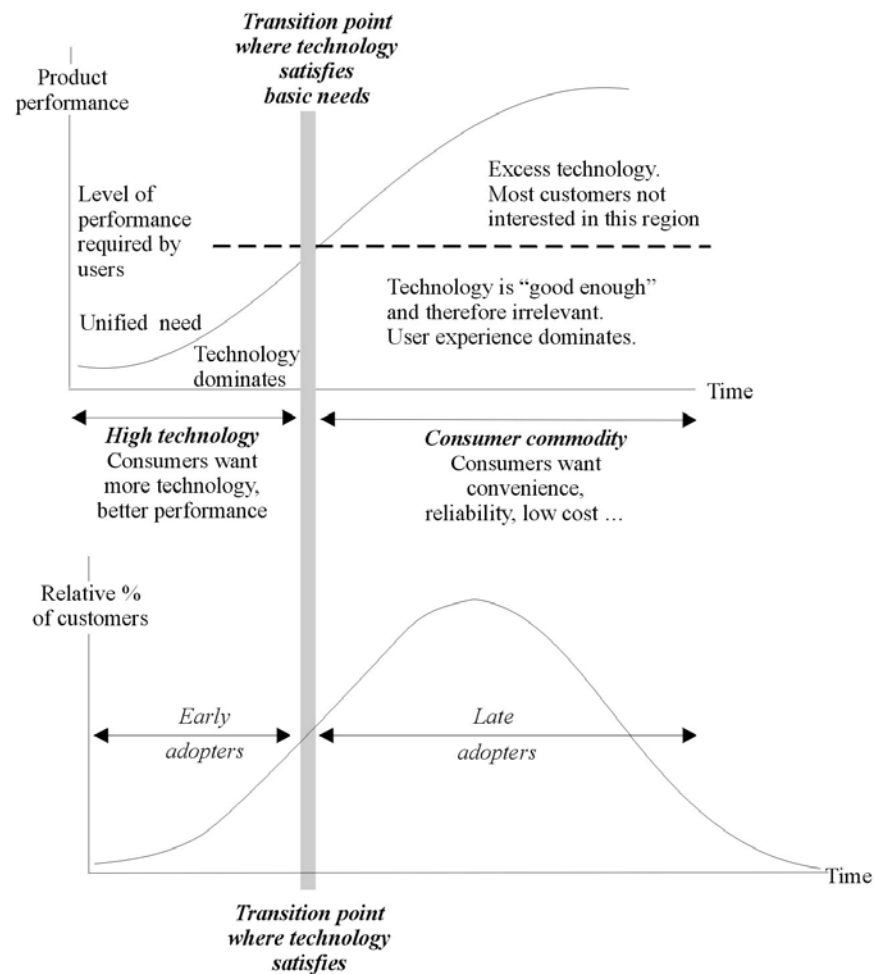 Transition point
where technology
satisfies
basic needs
Product
performance
Level of
performance
required by
users
Excess technology.
Most customers not
interested in this region
Unified need
Technology
dominates
Technology is “good enough”
and therefore irrelevant.
User experience dominates.
Time
High technology
Consumers want
more technology,
better performance
Consumer commodity
Consumers want
convenience,
reliability, low cost ...
Relative %
of customers
Early
adopters
Late
adopters
Time
Transition point
where technology
satisfies